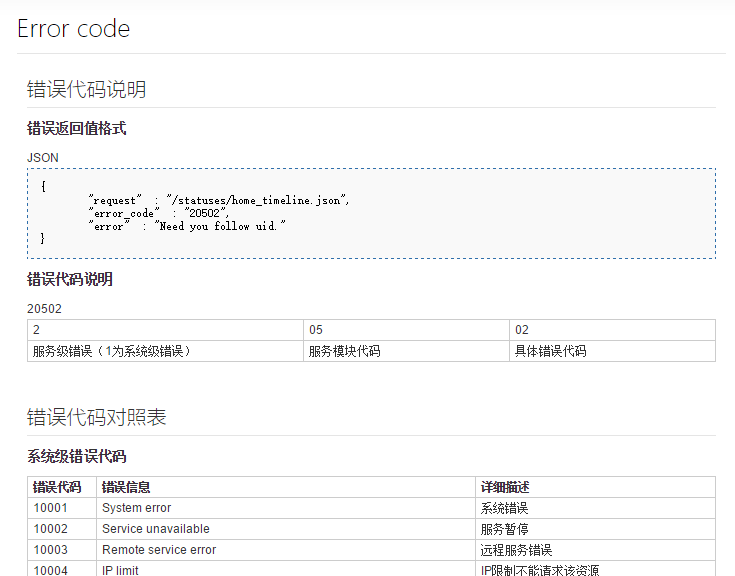 Error code
错误代码说明
错误返回值格式
JSON
{
"request" : "/statuses/home_timeline.json",
"error_code" : "20502",
"error" : "Need you follow uid."
}
错误代码说明
20502
2 05 02
服务级错误（1为系统级错误） 服务模块代码 具体错误代码
错误代码对照表
系统级错误代码
错误代码 错误信息 详细描述
10001 System error 系统错误
10002 Service unavailable 服务暂停
10003 Remote service error 远程服务错误
10004 IP limit IP限制不能请求该资源